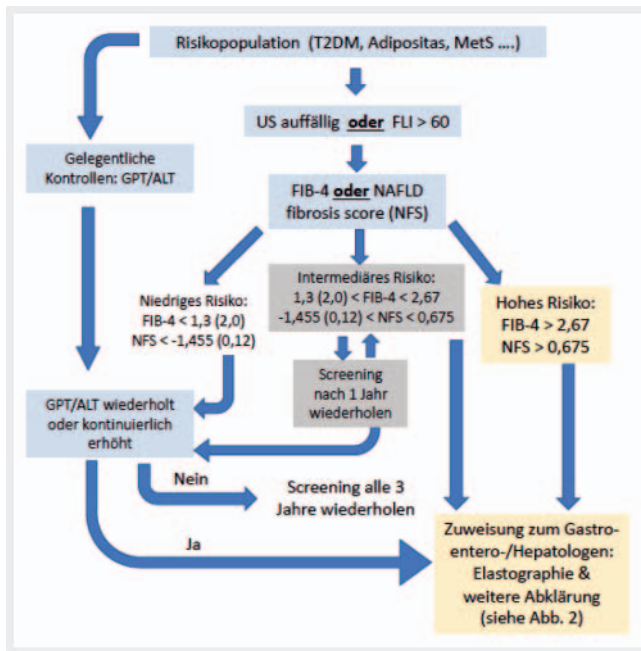 Risikopopulation (T2DM, Adipositas, MetS ....)
US auffällig oder FLI > 60
Gelegentliche
Kontrollen: GPT/ALT
FIB-4 oder NAFLD
fibrosis score (NFS)
Niedriges Risiko:
FIB-4 < 1,3 (2,0)
NFS < -1,455 (0,12)
Intermediäres Risiko:
1,3 (2,0) < FIB-4 < 2,67
-1,455 (0,12) < NFS < 0,675
Hohes Risiko:
FIB-4 > 2,67
NFS > 0,675
Screening
nach 1 Jahr
wiederholen
GPT/ALT wiederholt
oder kontinuierlich
erhöht
Nein
Screening alle 3
Jahre wiederholen
Ja
Zuweisung zum Gastro-
entero-/Hepatologen:
Elastographie &
weitere Abklärung
(siehe Abb. 2)